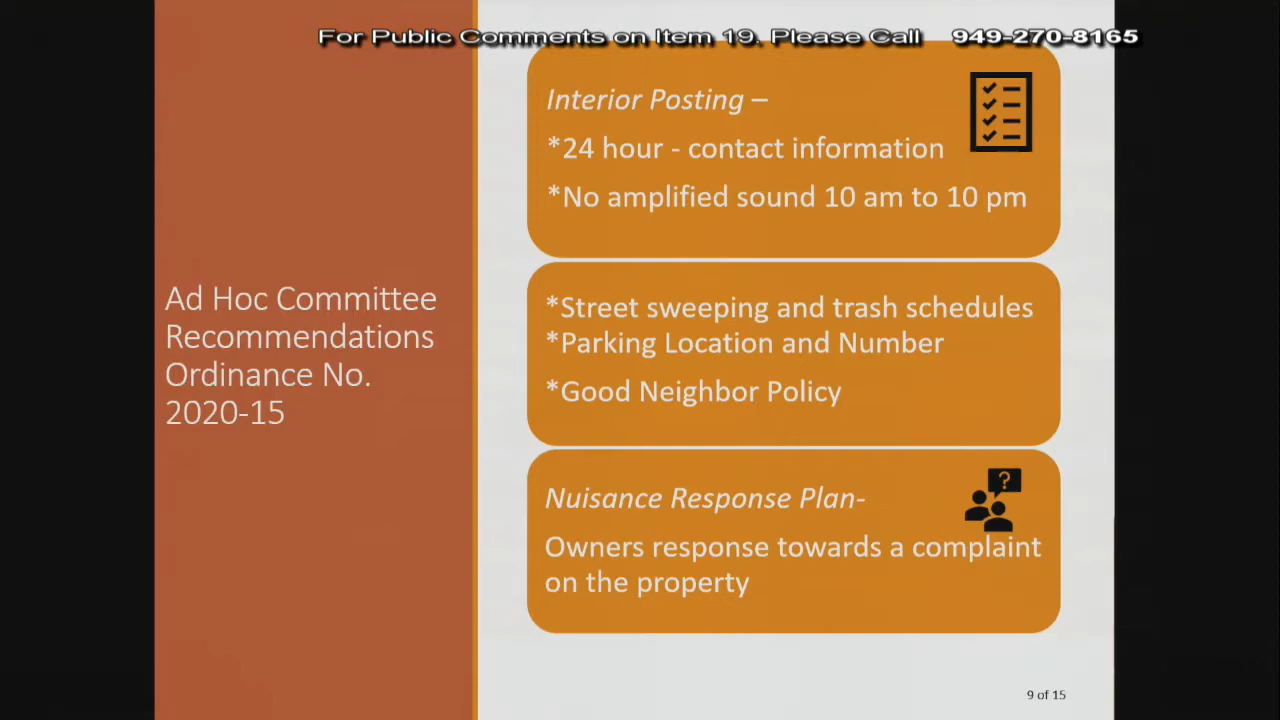 For Public Comments on Item 19. Please Call 949-270-8165
Ad Hoc Committee
Recommendations
Ordinance No.
2020-15
Interior Posting –
*24 hour - contact information
*No amplified sound 10 am to 10 pm
*Street sweeping and trash schedules
*Parking Location and Number
*Good Neighbor Policy
?
Nuisance Response Plan-
Owners response towards a complaint
on the property
9 of 15